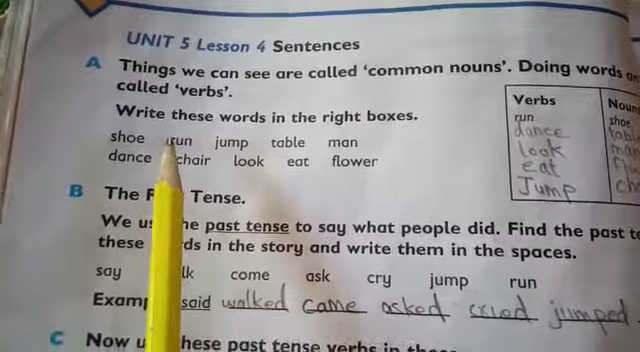 UNIT 5 Lesson 4 Sentences
A Things we can see are called 'common nouns'. Doing words are
called 'verbs'.
Write these words in the right boxes.
shoe run jump table man
dance chair look eat flower
Verbs
run
dance
look
eat
Jump
shoe
B The Tense.
We the past tense to say what people did. Find the past
these in the story and write them in the spaces.
say come ask cry jump run
said walked came asked cried jumped
C Now these past tense verbs in